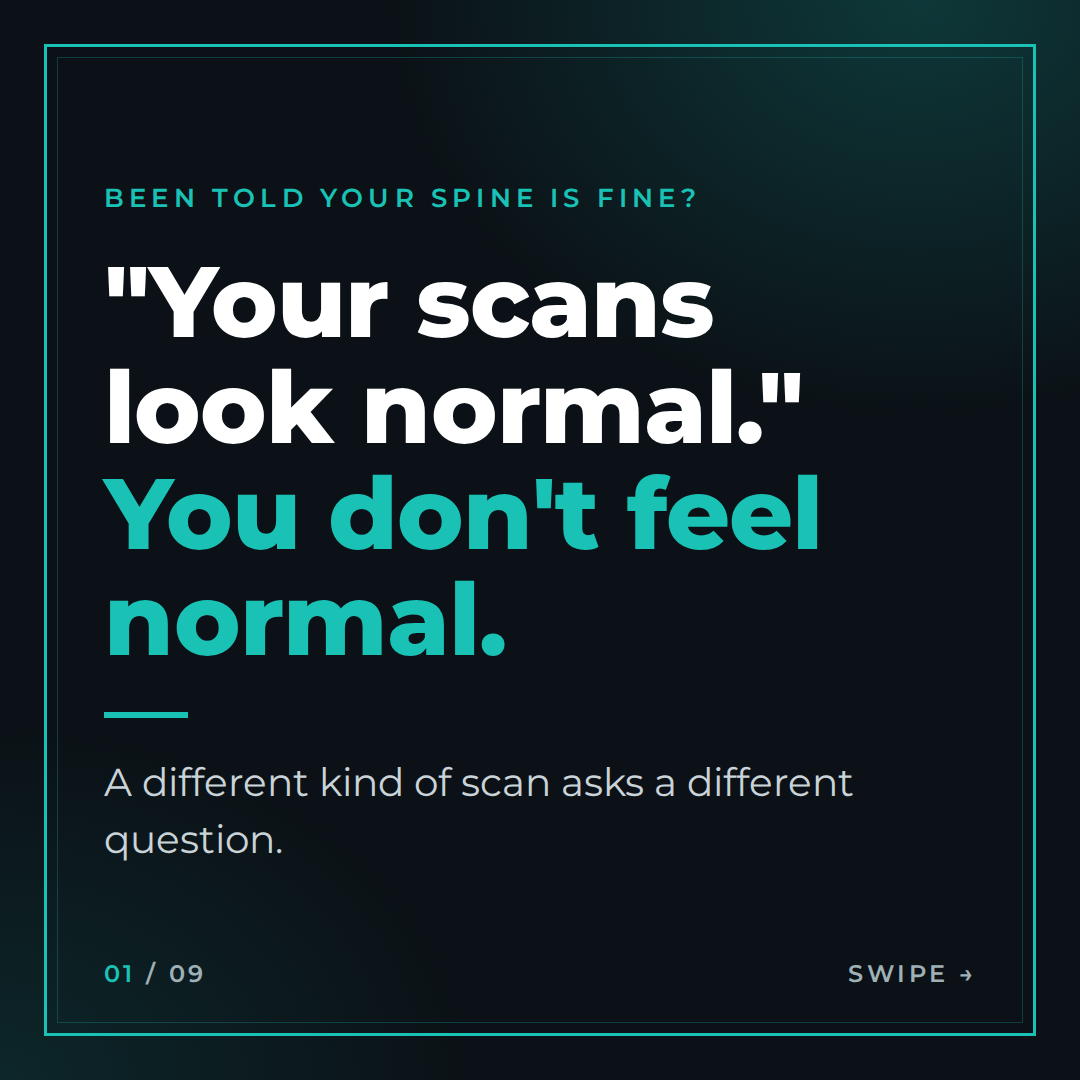 BEEN TOLD YOUR SPINE IS FINE?
"Your scans
look normal."
You don't feel
normal.
A different kind of scan asks a different
question.
01 / 09
SWIPE →